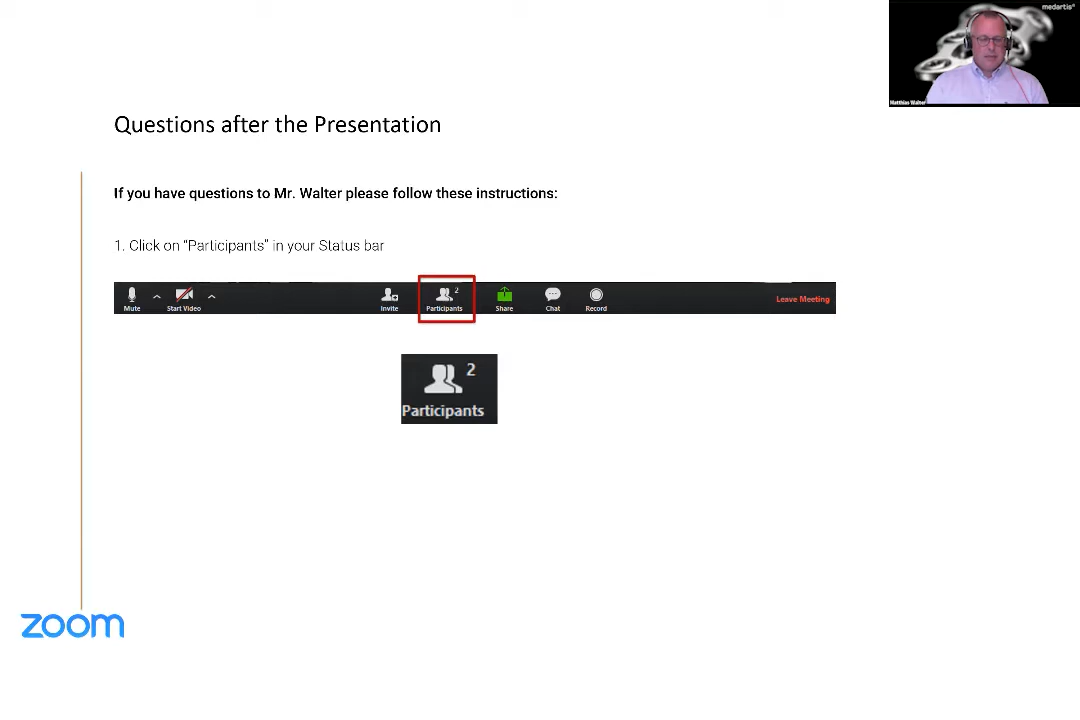 medartis®
Matthias Walter
Questions after the Presentation
If you have questions to Mr. Walter please follow these instructions:
1. Click on “Participants” in your Status bar
Mute
Start Video
Invite
2
Participants
Share
Chat
Record
Leave Meeting
2
Participants
zoom